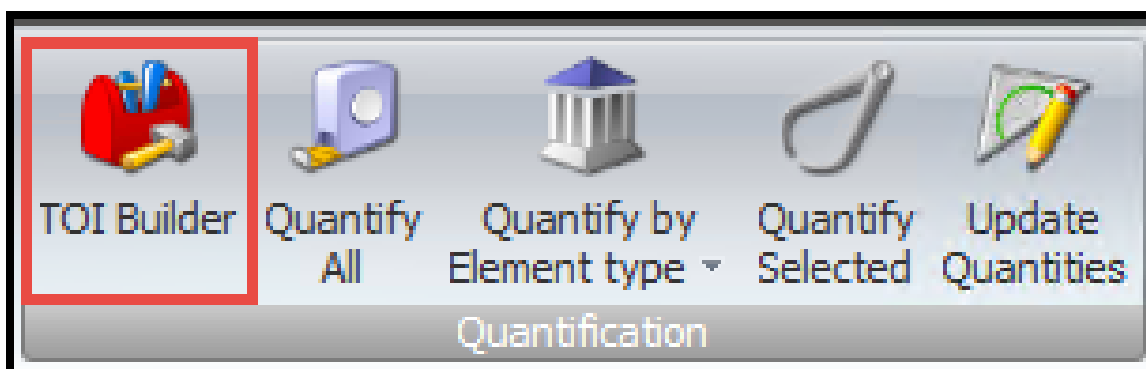 TOI Builder
Quantify
All
Quantify by
Element type
Quantify
Selected
Update
Quantities
Quantification